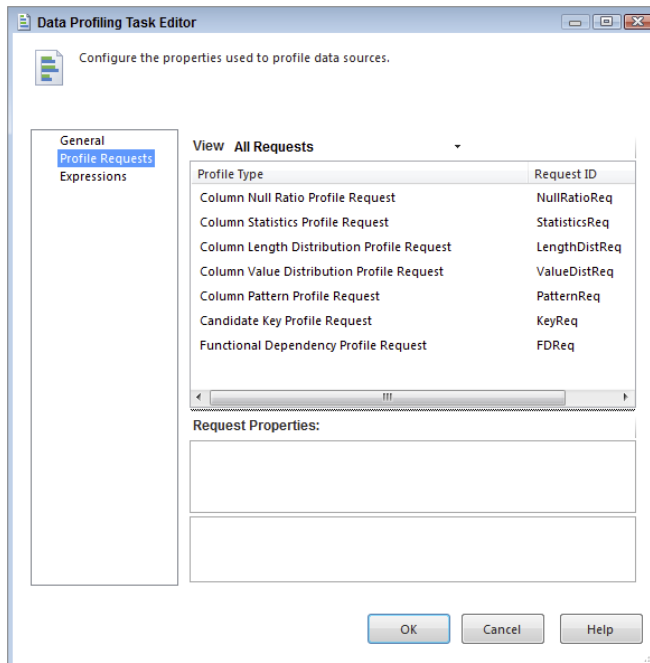 Data Profiling Task Editor
Configure the properties used to profile data sources.
General
Profile Requests
Expressions
View All Requests
Profile Type Request ID
Column Null Ratio Profile Request NullRatioReq
Column Statistics Profile Request StatisticsReq
Column Length Distribution Profile Request LengthDistReq
Column Value Distribution Profile Request ValueDistReq
Column Pattern Profile Request PatternReq
Candidate Key Profile Request KeyReq
Functional Dependency Profile Request FDReq
Request Properties:
OK Cancel Help